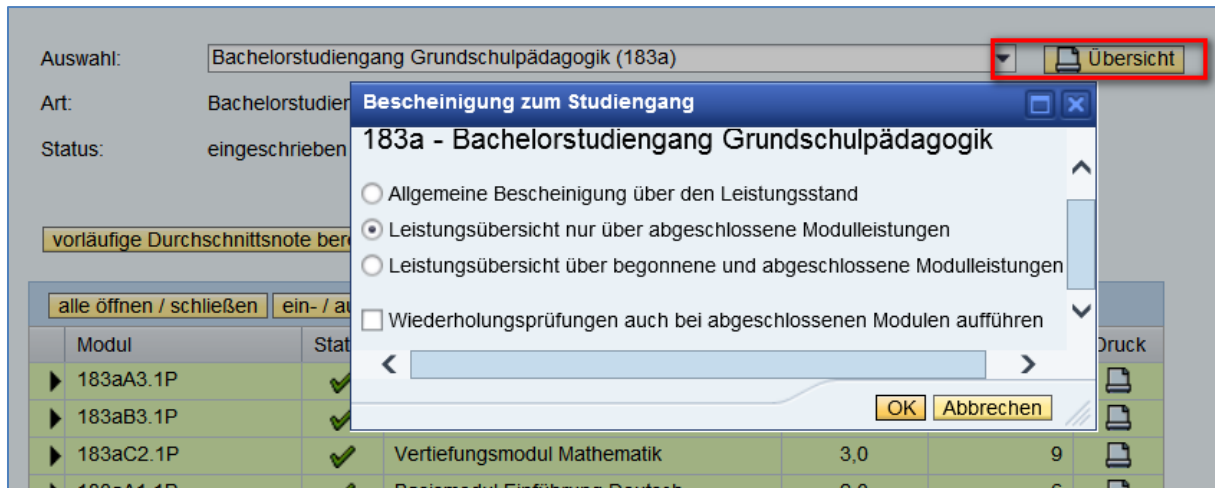 Auswahl: Bachelorstudiengang Grundschulpädagogik (183a) Übersicht
Art: Bachelorstudien
Status: eingeschrieben
Bescheinigung zum Studiengang
183a - Bachelorstudiengang Grundschulpädagogik
Allgemeine Bescheinigung über den Leistungsstand
Leistungsübersicht nur über abgeschlossene Modulleistungen
Leistungsübersicht über begonnene und abgeschlossene Modulleistungen
Wiederholungsprüfungen auch bei abgeschlossenen Modulen aufführen
OK Abbrechen
vorläufige Durchschnittsnote bere
alle öffnen / schließen ein- / au
Modul Stat Druck
183aA3.1P
183aB3.1P
183aC2.1P Vertiefungsmodul Mathematik 3,0 9